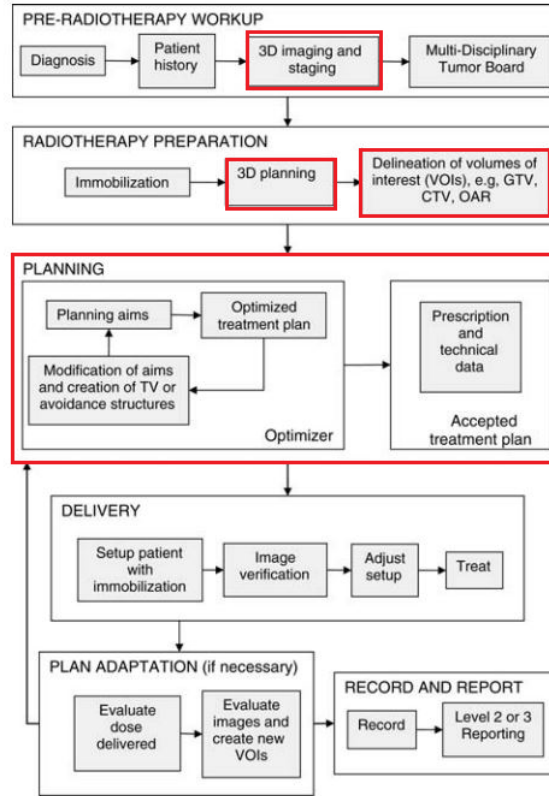 PRE-RADIOTHERAPY WORKUP
Diagnosis
Patient
history
3D imaging and
staging
Multi-Disciplinary
Tumor Board
RADIOTHERAPY PREPARATION
Immobilization
3D planning
Delineation of volumes of
interest (VOIs), e.g, GTV,
CTV, OAR
PLANNING
Planning aims
Optimized
treatment plan
Modification of aims
and creation of TV or
avoidance structures
Optimizer
Prescription
and
technical
data
Accepted
treatment plan
DELIVERY
Setup patient
with
immobilization
Image
verification
Adjust
setup
Treat
PLAN ADAPTATION (if necessary)
Evaluate
dose
delivered
Evaluate
images and
create new
VOIs
RECORD AND REPORT
Record
Level 2 or 3
Reporting